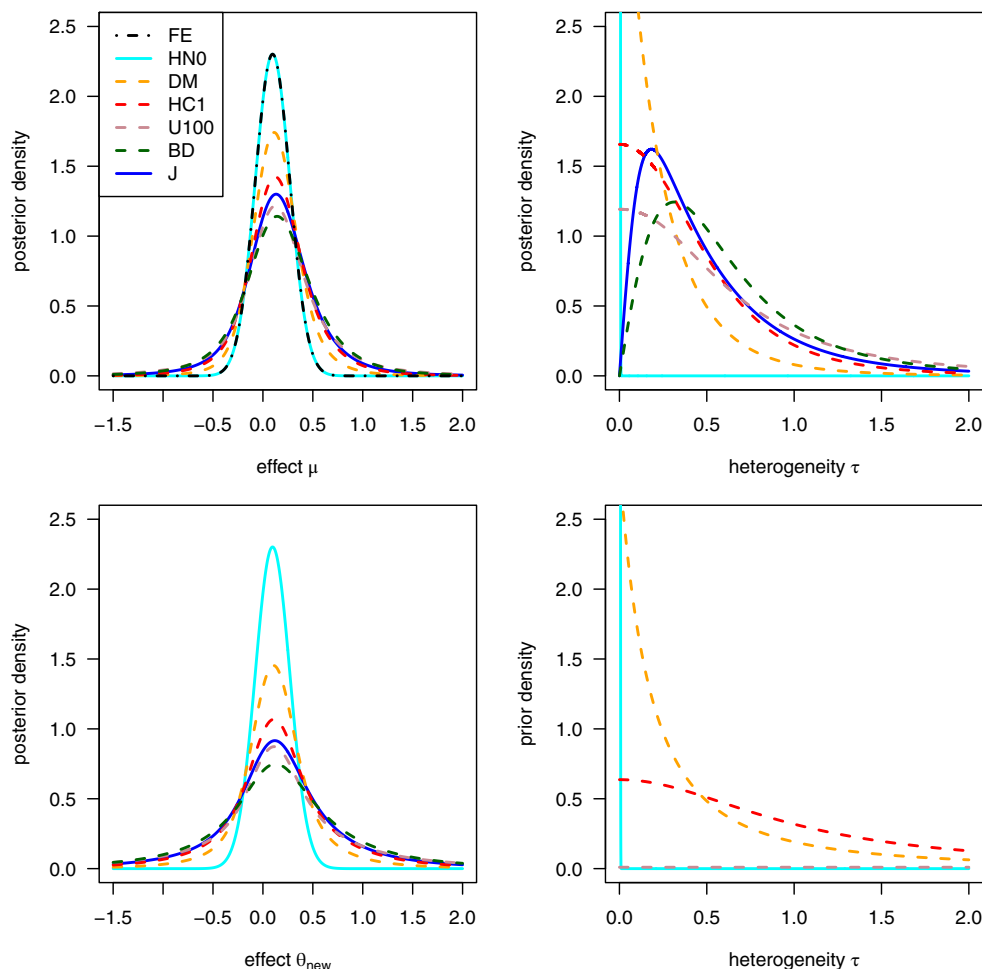 posterior density
2.5
2.0
1.5
1.0
0.5
0.0
FE
HN0
DM
HC1
U100
BD
J
−1.5 −0.5 0.0 0.5 1.0 1.5 2.0
effect μ
posterior density
2.5
2.0
1.5
1.0
0.5
0.0
0.0 0.5 1.0 1.5 2.0
heterogeneity τ
posterior density
2.5
2.0
1.5
1.0
0.5
0.0
−1.5 −0.5 0.0 0.5 1.0 1.5 2.0
effect θnew
prior density
2.5
2.0
1.5
1.0
0.5
0.0
0.0 0.5 1.0 1.5 2.0
heterogeneity τ